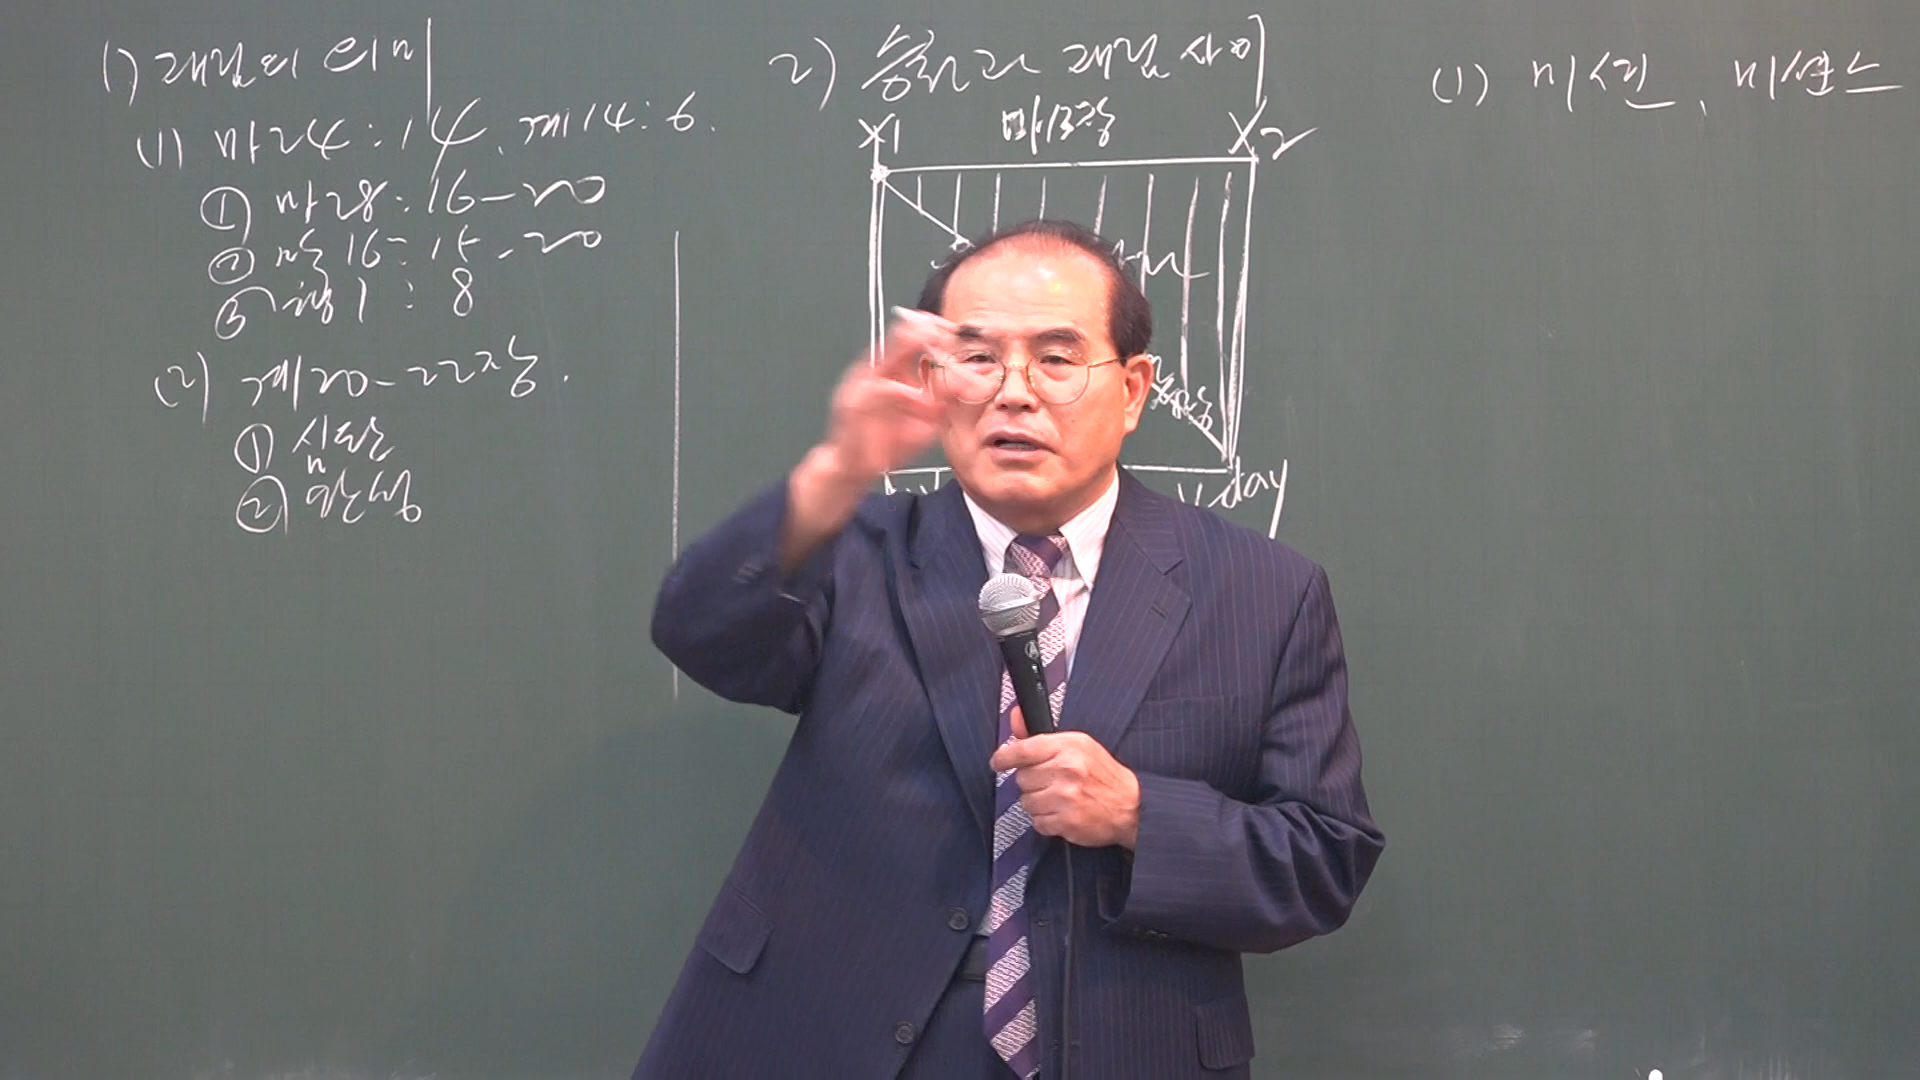 1) 재림의 의미
(1) 마24:14, 계14:6.
① 마28:16-20
② 막16:15-20
③ 행1:8
(2) 계20-22장.
① 심판
② 완성
2) 승천과 재림 사이
X1 마13장 X2
day
(1) 미션, 미션스